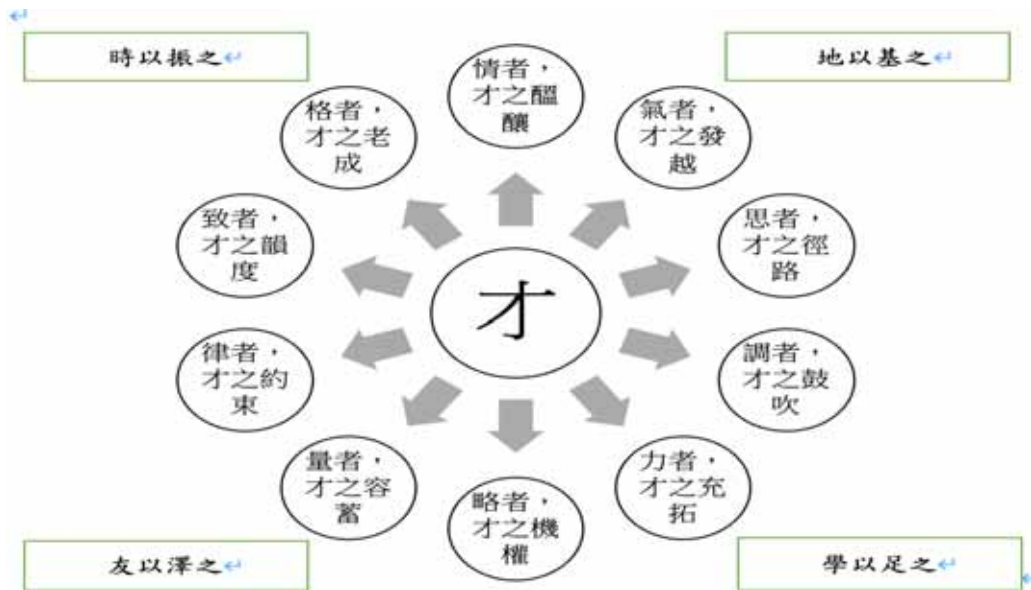 時以振之
地以基之
情者，
才之醞
釀
氣者，
才之發
越
思者，
才之徑
路
調者，
才之鼓
吹
力者，
才之充
拓
略者，
才之機
權
量者，
才之容
蓄
律者，
才之約
束
致者，
才之韻
度
格者，
才之老
成
才
友以澤之
學以足之